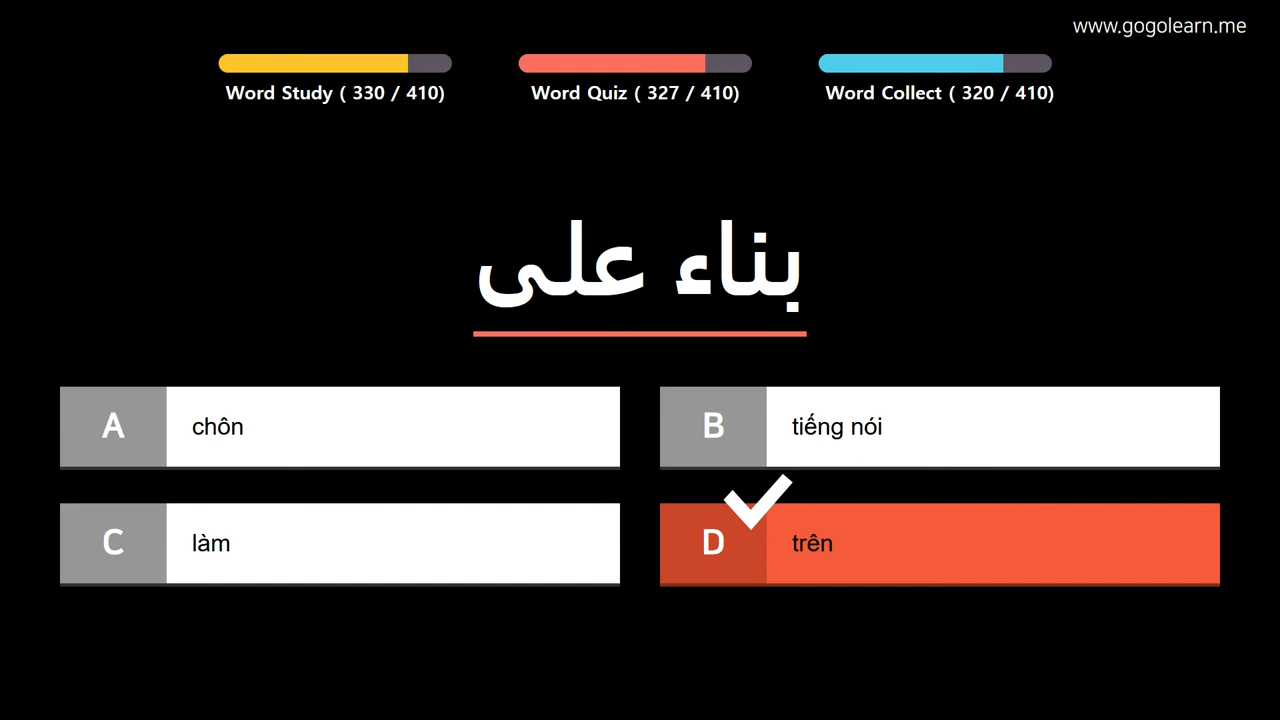 www.gogolearn.me
Word Study ( 330 / 410)
Word Quiz ( 327 / 410)
Word Collect ( 320 / 410)
بناء على
A
chôn
B
tiếng nói
C
làm
D
trên